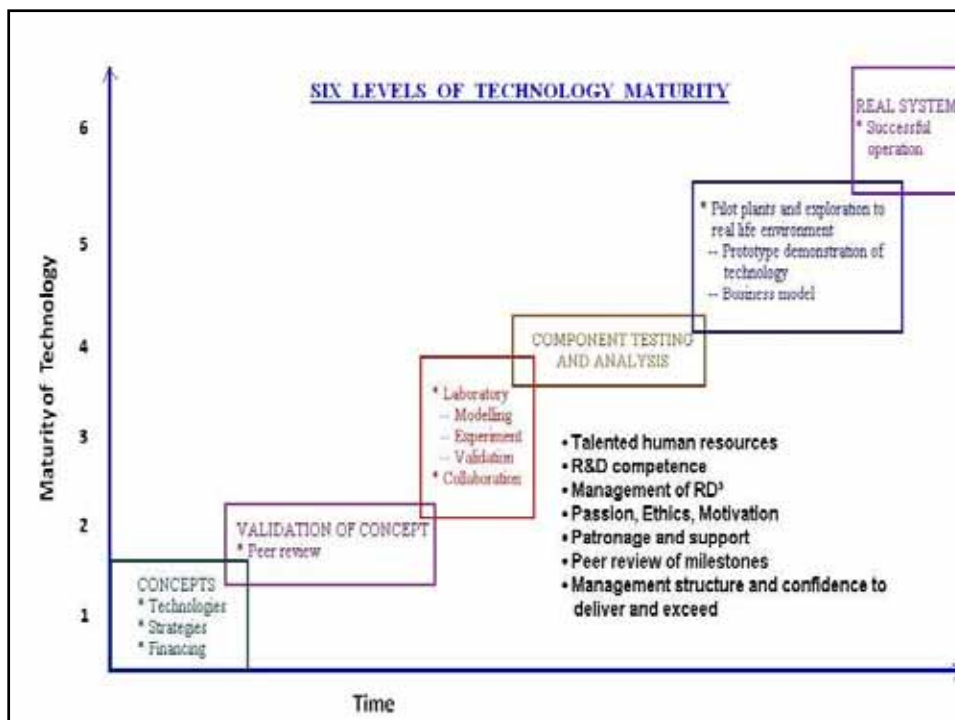 SIX LEVELS OF TECHNOLOGY MATURITY
6
5
4
3
2
1
Maturity of Technology
Time
CONCEPTS
* Technologies
* Strategies
* Financing
VALIDATION OF CONCEPT
* Peer review
* Laboratory
-- Modelling
-- Experiment
-- Validation
* Collaboration
COMPONENT TESTING
AND ANALYSIS
* Pilot plants and exploration to
real life environment
-- Prototype demonstration of
technology
-- Business model
REAL SYSTEM
* Successful
operation
• Talented human resources
• R&D competence
• Management of RD³
• Passion, Ethics, Motivation
• Patronage and support
• Peer review of milestones
• Management structure and confidence to
deliver and exceed